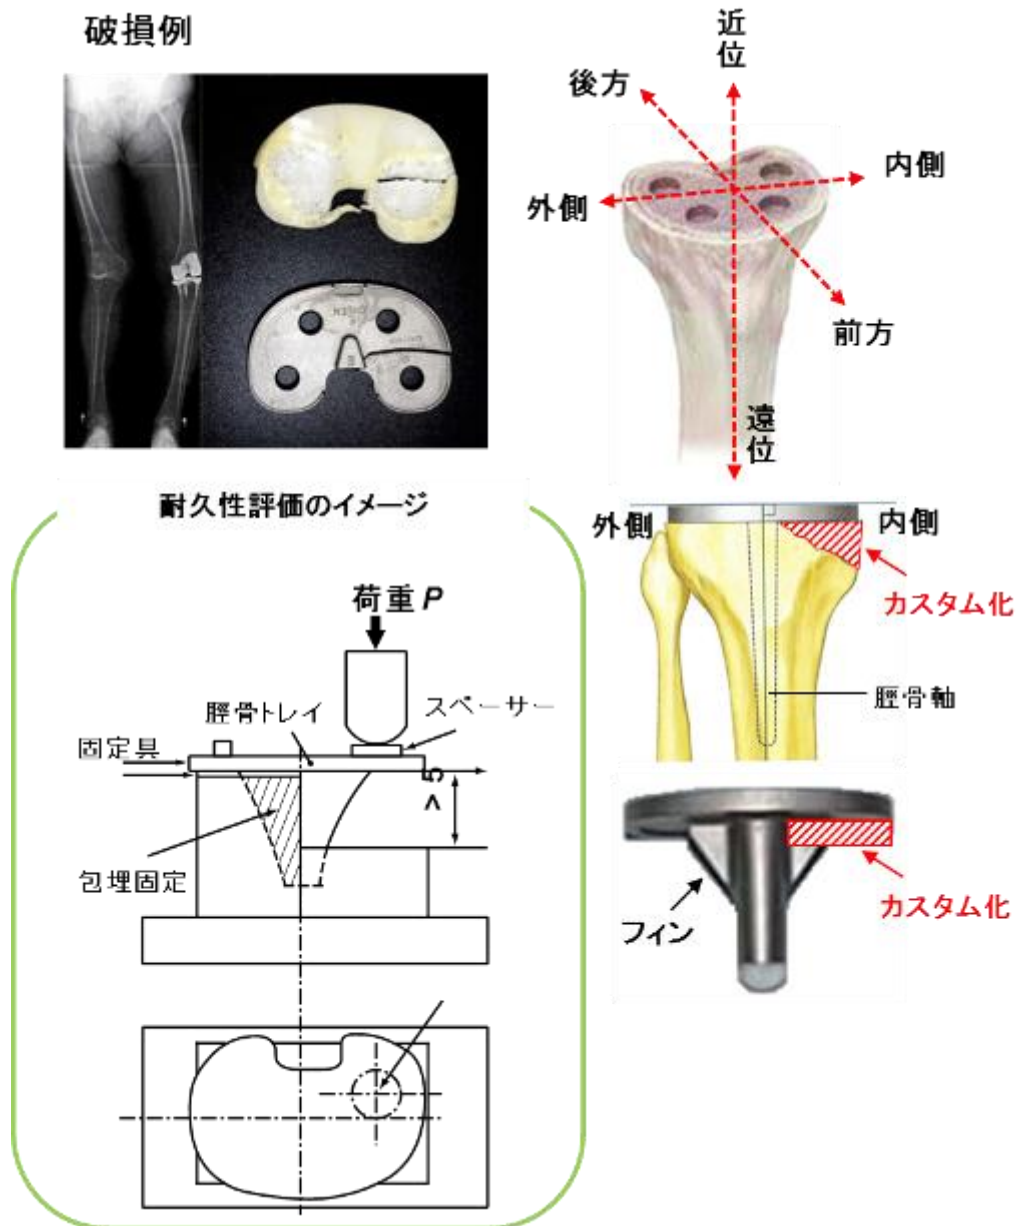 破損例
近位
後方
内側
外側
前方
遠位
耐久性評価のイメージ
荷重 P
脛骨トレイ
スペーサー
固定具
> 5
包埋固定
外側
内側
カスタム化
脛骨軸
フィン
カスタム化